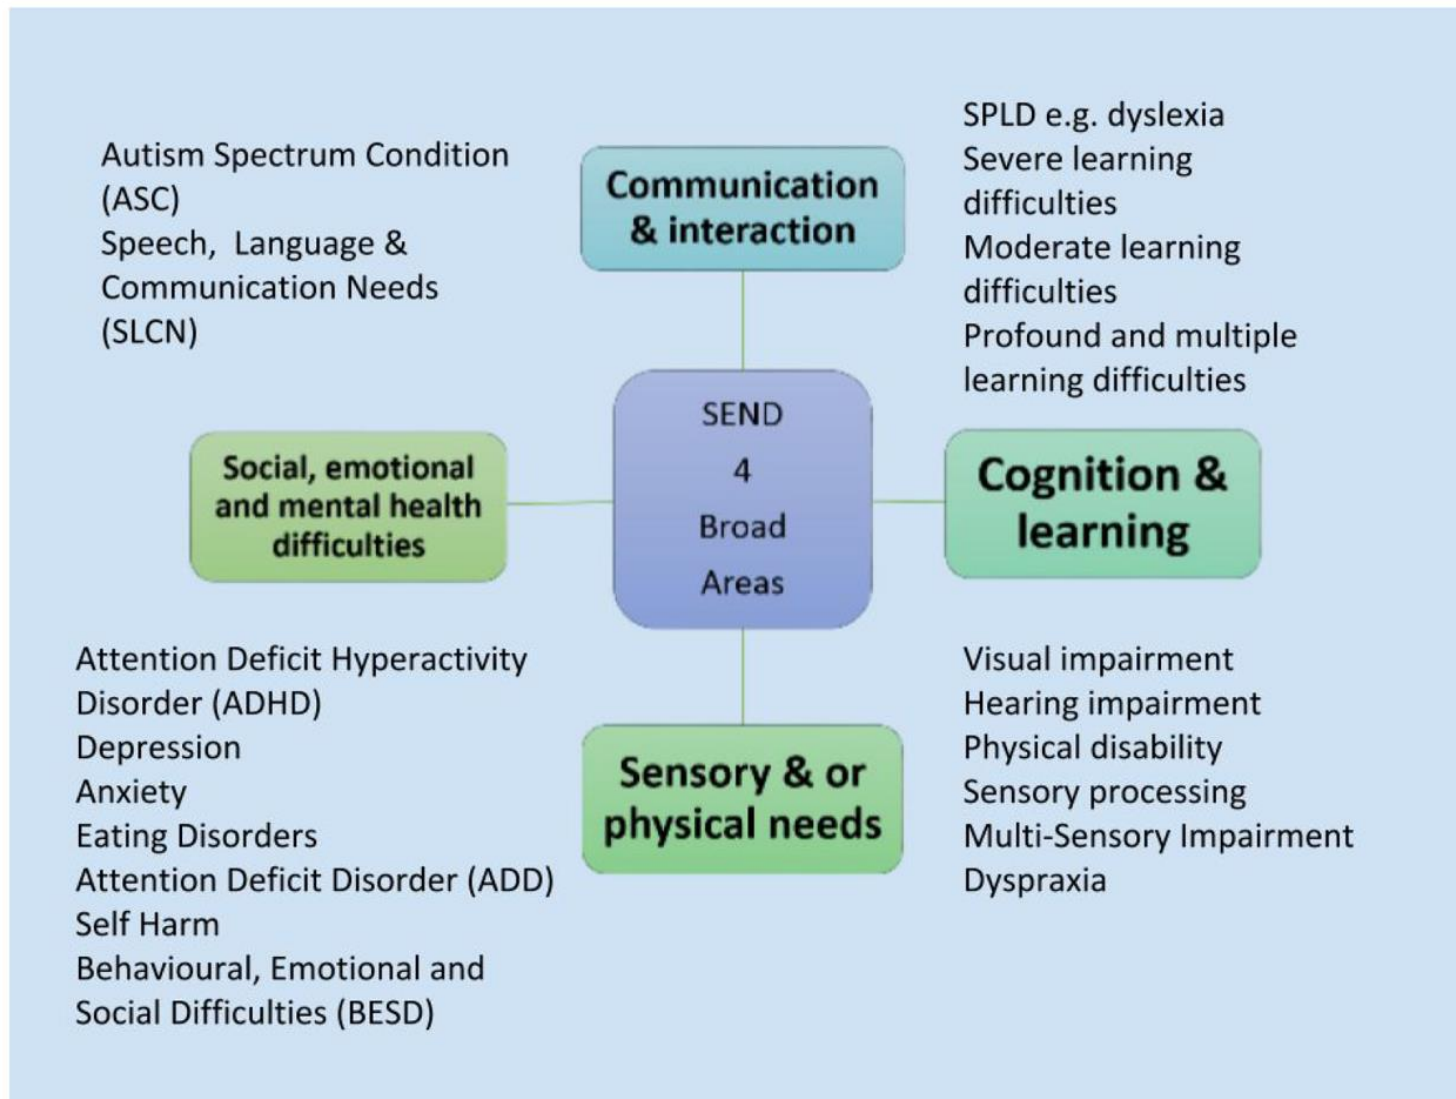 Autism Spectrum Condition
(ASC)
Speech,  Language &
Communication Needs
(SLCN)
Communication
& interaction
SPLD e.g. dyslexia
Severe learning
difficulties
Moderate learning
difficulties
Profound and multiple
learning difficulties
Social, emotional
and mental health
difficulties
SEND
4
Broad
Areas
Cognition &
learning
Attention Deficit Hyperactivity
Disorder (ADHD)
Depression
Anxiety
Eating Disorders
Attention Deficit Disorder (ADD)
Self Harm
Behavioural, Emotional and
Social Difficulties (BESD)
Sensory & or
physical needs
Visual impairment
Hearing impairment
Physical disability
Sensory processing
Multi-Sensory Impairment
Dyspraxia